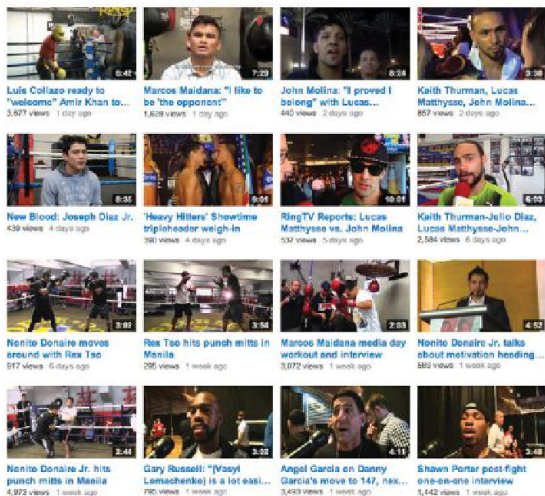 6:42
7:29
8:24
3:38
Luis Collazo ready to
"welcome" Amir Khan to...
3,677 views 1 day ago
Marcos Maidana: "I like to
be 'the opponent'"
1,628 views 1 day ago
John Molina: "I proved I
belong" with Lucas...
440 views 2 days ago
Keith Thurman, Lucas
Matthysse, John Molina...
857 views 2 days ago
8:35
9:01
10:01
6:03
New Blood: Joseph Diaz Jr.
439 views 4 days ago
'Heavy Hitters' Showtime
tripleheader weigh-in
390 views 4 days ago
RingTV Reports: Lucas
Matthysse vs. John Molina
537 views 5 days ago
Keith Thurman-Julio Diaz,
Lucas Matthysse-John...
2,584 views 6 days ago
3:02
3:54
2:03
4:52
Nonito Donaire moves
around with Rex Tso
917 views 6 days ago
Rex Tso hits punch mitts in
Manila
295 views 1 week ago
Marcos Maidana media day
workout and interview
3,072 views 1 week ago
Nonito Donaire Jr. talks
about motivation heading...
589 views 1 week ago
2:44
3:02
4:11
3:48
Nonito Donaire Jr. hits
punch mitts in Manila
4,973 views 1 week ago
Gary Russell: "(Vasyl
Lomachenko) is a lot easi...
795 views 1 week ago
Angel Garcia on Danny
Garcia's move to 147, nex...
3,493 views 1 week ago
Shawn Porter post-fight
one-on-one interview
1,442 views 1 week ago